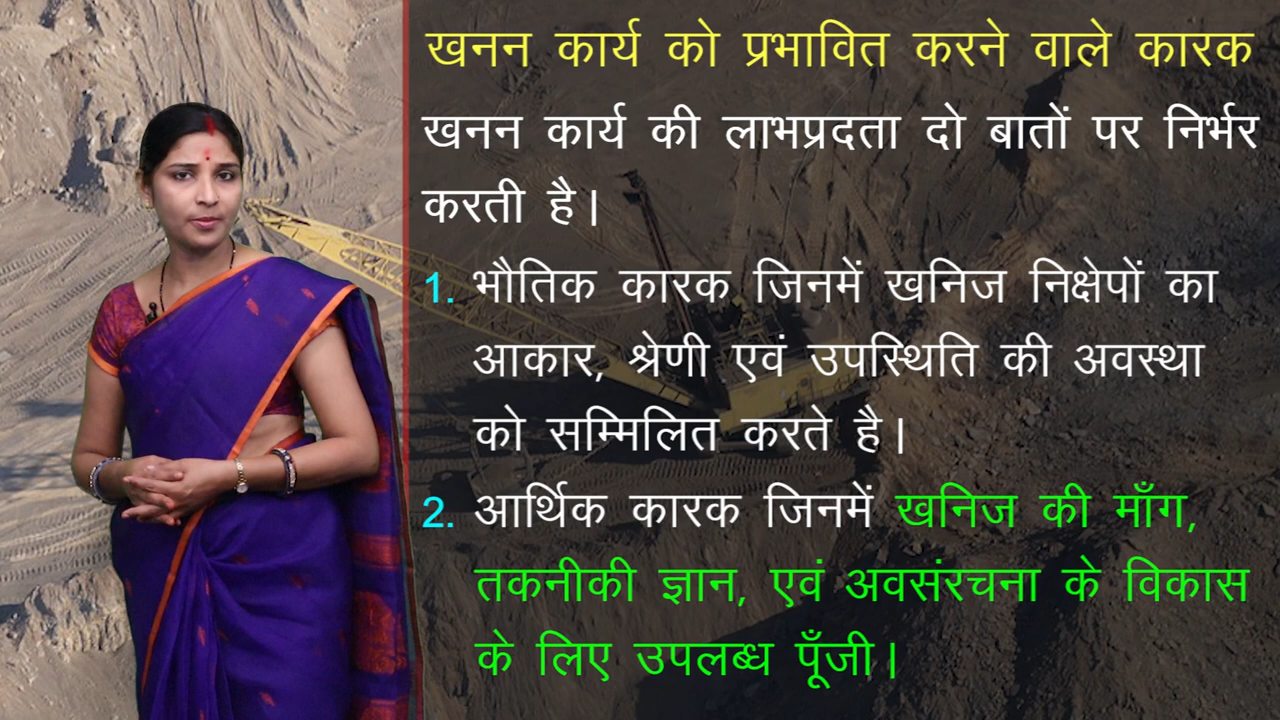 खनन कार्य को प्रभावित करने वाले कारक
खनन कार्य की लाभप्रदता दो बातों पर निर्भर
करती है।
1. भौतिक कारक जिनमें खनिज निक्षेपों का
आकार, श्रेणी एवं उपस्थिति की अवस्था
को सम्मिलित करते है।
2. आर्थिक कारक जिनमें खनिज की माँग,
तकनीकी ज्ञान, एवं अवसंरचना के विकास
के लिए उपलब्ध पूँजी।